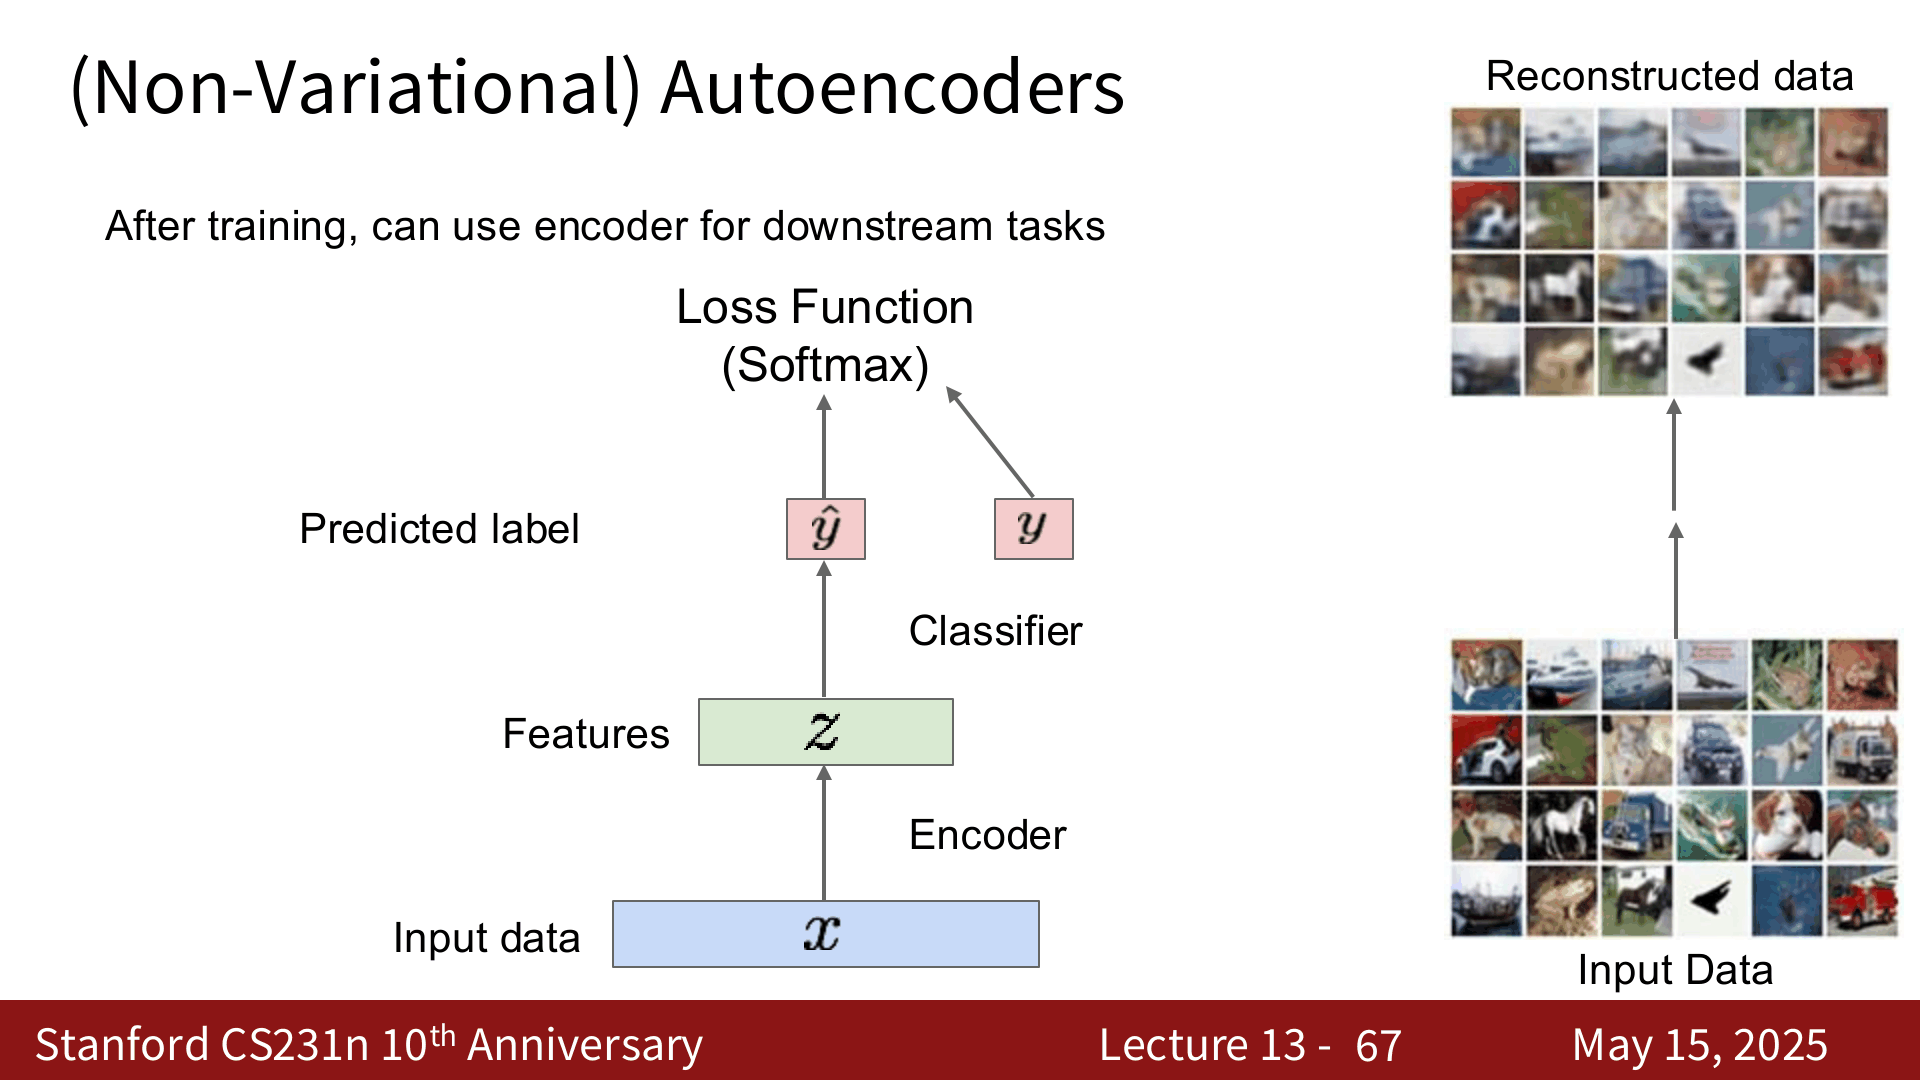 (Non-Variational) Autoencoders
Reconstructed data
After training, can use encoder for downstream tasks
Loss Function
(Softmax)
Predicted label
ŷ
y
Classifier
Features
z
Encoder
Input data
x
Input Data
Stanford CS231n 10th Anniversary
Lecture 13 - 67
May 15, 2025